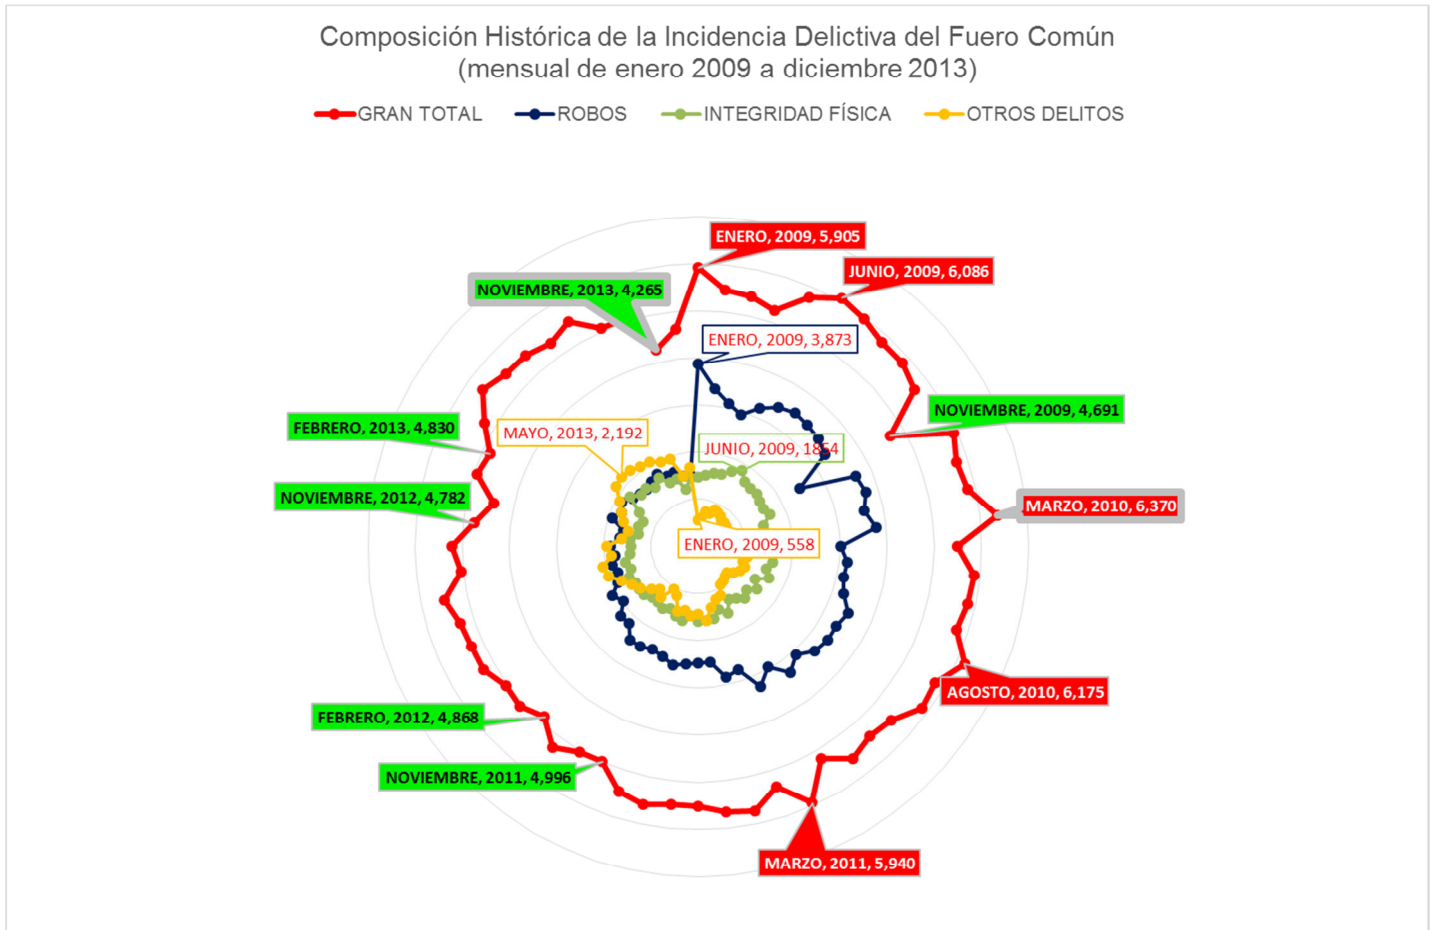 Composición Histórica de la Incidencia Delictiva del Fuero Común
(mensual de enero 2009 a diciembre 2013)
GRAN TOTAL
ROBOS
INTEGRIDAD FÍSICA
OTROS DELITOS
ENERO, 2009, 5,905
JUNIO, 2009, 6,086
NOVIEMBRE, 2013, 4,265
ENERO, 2009, 3,873
NOVIEMBRE, 2009, 4,691
FEBRERO, 2013, 4,830
MAYO, 2013, 2,192
JUNIO, 2009, 1864
NOVIEMBRE, 2012, 4,782
MARZO, 2010, 6,370
ENERO, 2009, 558
AGOSTO, 2010, 6,175
FEBRERO, 2012, 4,868
NOVIEMBRE, 2011, 4,996
MARZO, 2011, 5,940